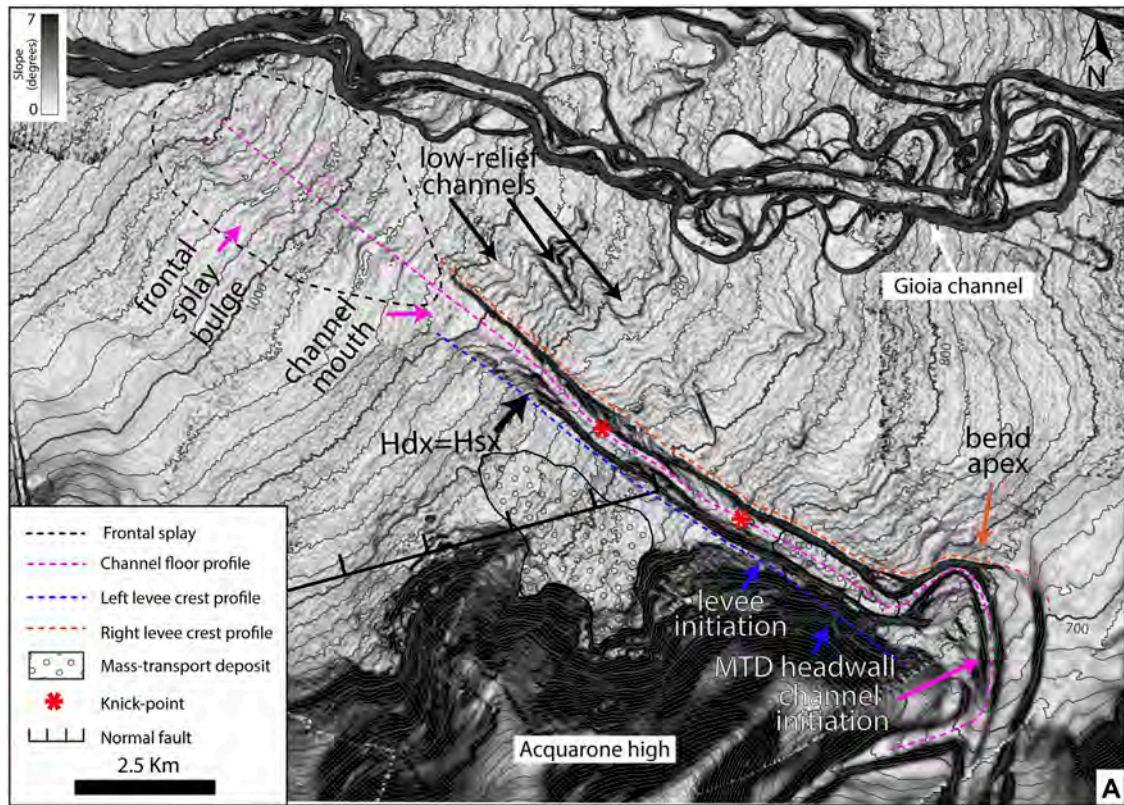 7
Slope
(degrees)
0
N
low-relief
channels
Gioia channel
frontal
splay
bulge
1000
channel
mouth
800
Hdx=Hsx
bend
apex
levee
initiation
700
MTD headwall
channel
initiation
Acquarone high
Frontal splay
Channel floor profile
Left levee crest profile
Right levee crest profile
Mass-transport deposit
Knick-point
Normal fault
2.5 Km
A